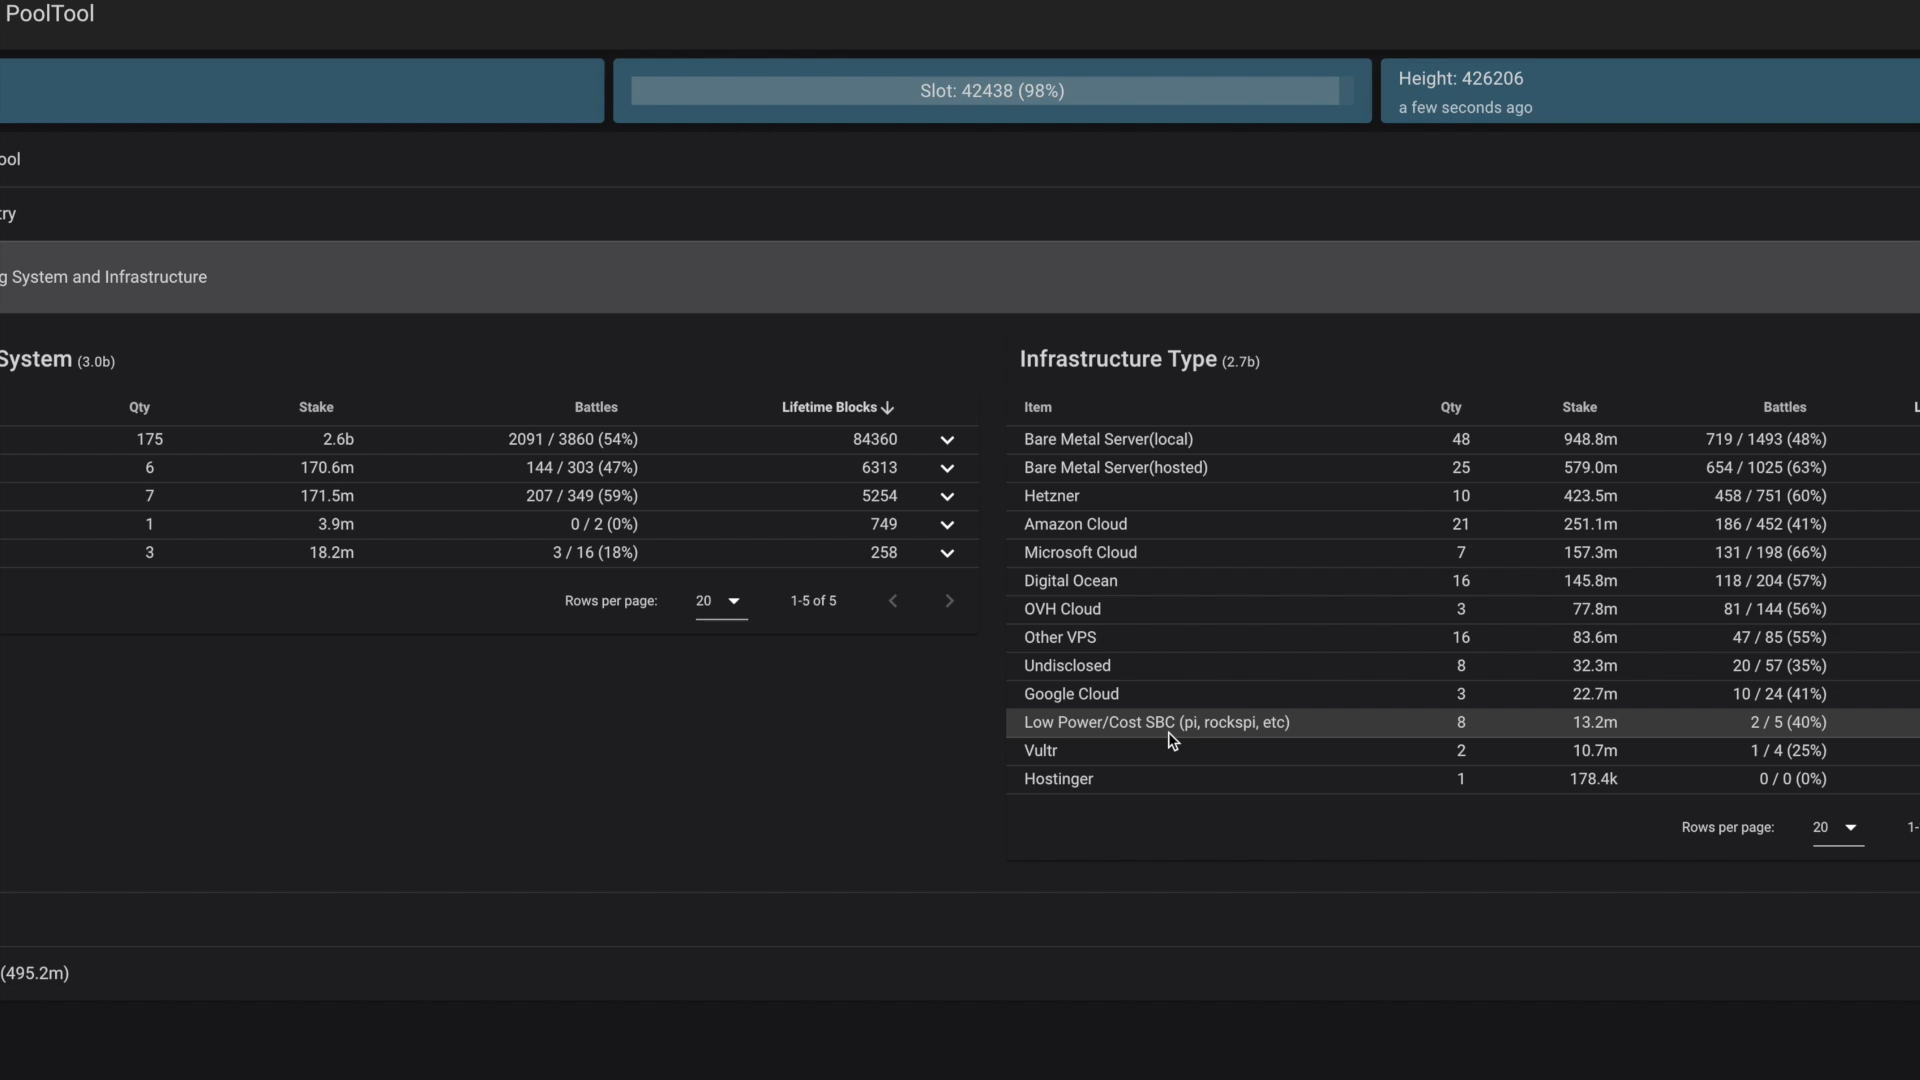 PoolTool
Slot: 42438 (98%)
Height: 426206
a few seconds ago
ool
try
g System and Infrastructure
System (3.0b)
Qty Stake Battles Lifetime Blocks
175 2.6b 2091 / 3860 (54%) 84360
6 170.6m 144 / 303 (47%) 6313
7 171.5m 207 / 349 (59%) 5254
1 3.9m 0 / 2 (0%) 749
3 18.2m 3 / 16 (18%) 258
Rows per page: 20 1-5 of 5
Infrastructure Type (2.7b)
Item Qty Stake Battles L
Bare Metal Server(local) 48 948.8m 719 / 1493 (48%)
Bare Metal Server(hosted) 25 579.0m 654 / 1025 (63%)
Hetzner 10 423.5m 458 / 751 (60%)
Amazon Cloud 21 251.1m 186 / 452 (41%)
Microsoft Cloud 7 157.3m 131 / 198 (66%)
Digital Ocean 16 145.8m 118 / 204 (57%)
OVH Cloud 3 77.8m 81 / 144 (56%)
Other VPS 16 83.6m 47 / 85 (55%)
Undisclosed 8 32.3m 20 / 57 (35%)
Google Cloud 3 22.7m 10 / 24 (41%)
Low Power/Cost SBC (pi, rockspi, etc) 8 13.2m 2 / 5 (40%)
Vultr 2 10.7m 1 / 4 (25%)
Hostinger 1 178.4k 0 / 0 (0%)
Rows per page: 20 1-
(495.2m)